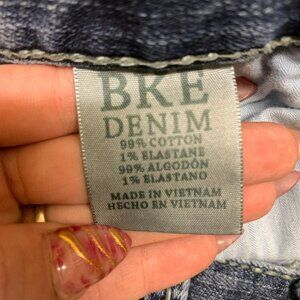 BKE
DENIM
99% COTTON
1% ELASTANE
99% ALGODÓN
1% ELASTANO
MADE IN VIETNAM
HECHO EN VIETNAM